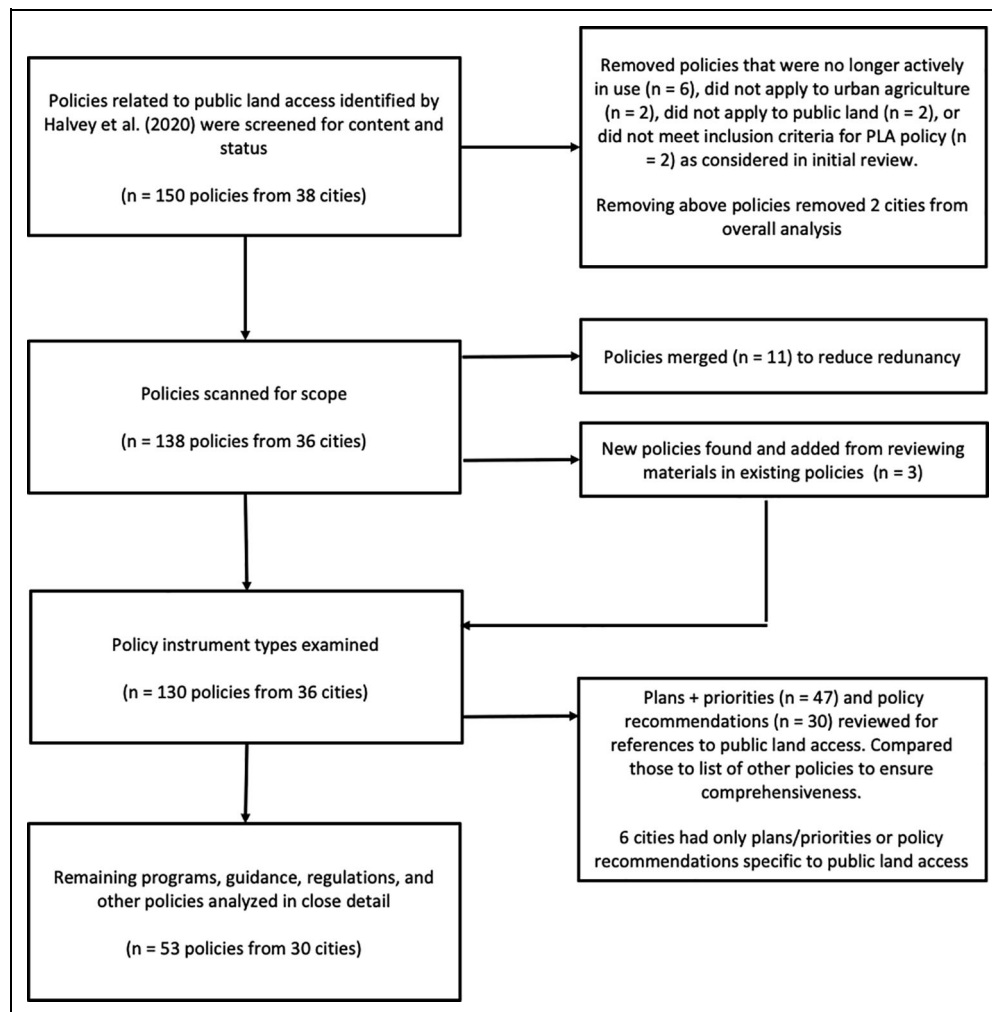 Policies related to public land access identified by
Halvey et al. (2020) were screened for content and
status
(n = 150 policies from 38 cities)
Removed policies that were no longer actively
in use (n = 6), did not apply to urban agriculture
(n = 2), did not apply to public land (n = 2), or
did not meet inclusion criteria for PLA policy (n
= 2) as considered in initial review.
Removing above policies removed 2 cities from
overall analysis
Policies scanned for scope
(n = 138 policies from 36 cities)
Policies merged (n = 11) to reduce redunancy
New policies found and added from reviewing
materials in existing policies (n = 3)
Policy instrument types examined
(n = 130 policies from 36 cities)
Plans + priorities (n = 47) and policy
recommendations (n = 30) reviewed for
references to public land access. Compared
those to list of other policies to ensure
comprehensiveness.
6 cities had only plans/priorities or policy
recommendations specific to public land access
Remaining programs, guidance, regulations, and
other policies analyzed in close detail
(n = 53 policies from 30 cities)